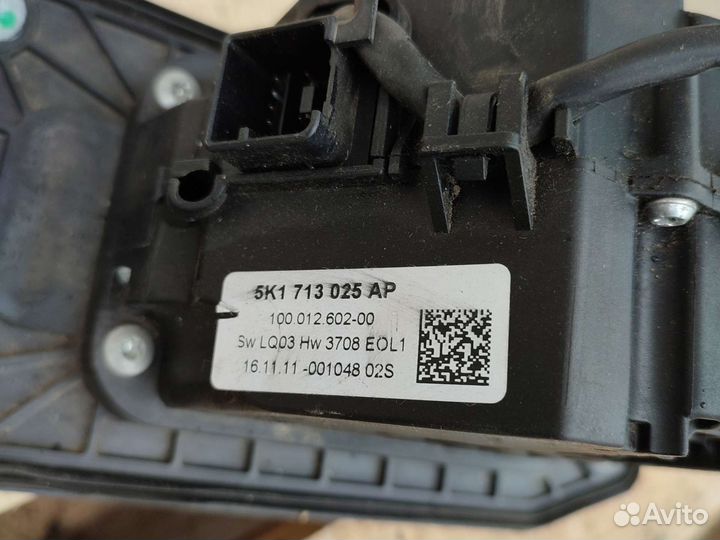 5K1 713 025 AP
100.012.602-00
Sw LQ03 Hw 3708 EOL1
16.11.11 -001048 02S
Avito